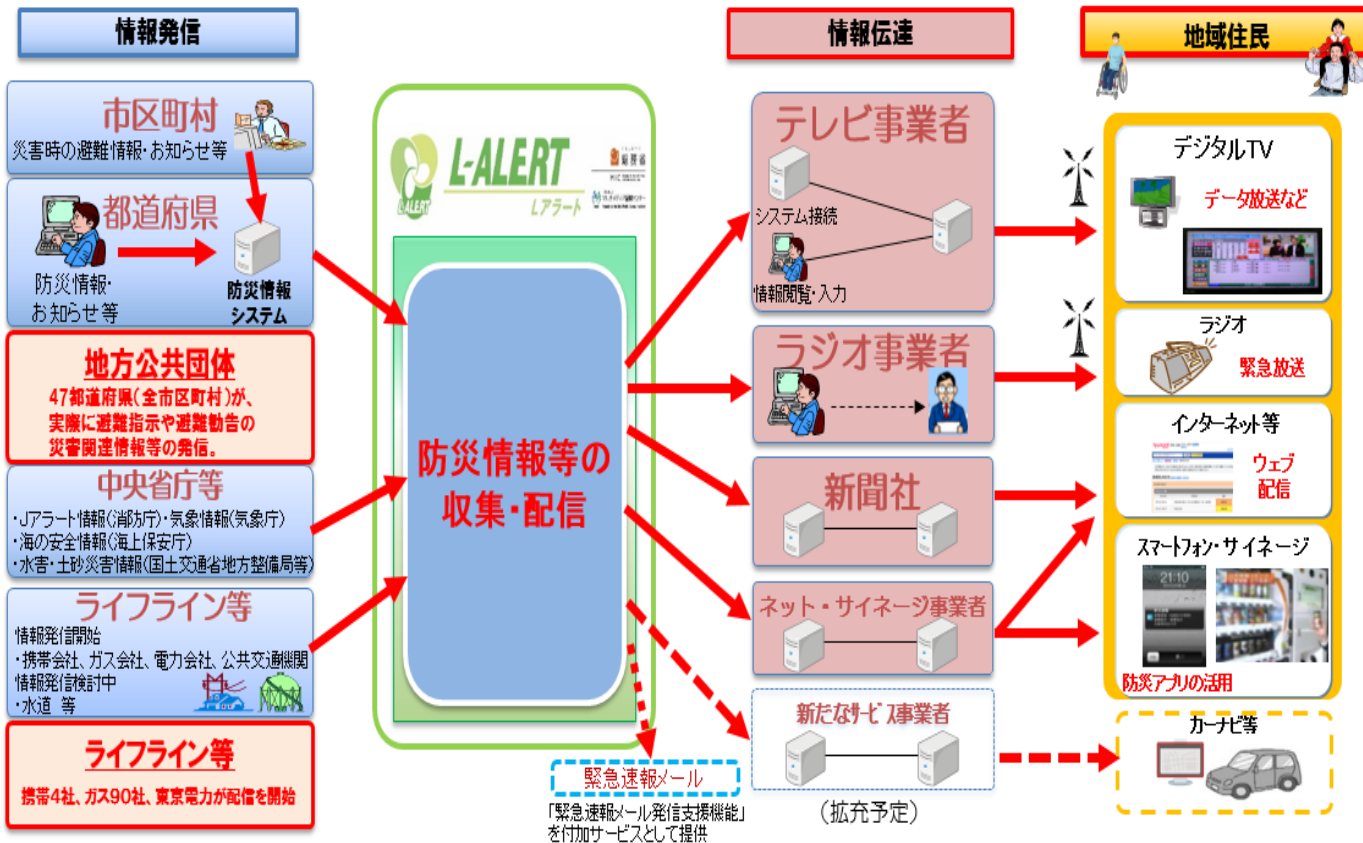 情報発信
市区町村
災害時の避難情報・お知らせ等
都道府県
防災情報・
お知らせ等
防災情報
システム
地方公共団体
47都道府県(全市区町村)が、
実際に避難指示や避難勧告の
災害関連情報等の発信。
中央省庁等
・Jアラート情報(消防庁)・気象情報(気象庁)
・海の安全情報(海上保安庁)
・水害・土砂災害情報(国土交通省地方整備局等)
ライフライン等
情報発信開始
・携帯会社、ガス会社、電力会社、公共交通機関
情報発信検討中
・水道 等
ライフライン等
携帯4社、ガス90社、東京電力が配信を開始
L-ALERT
L-ALERT
Lアラート
総務省
防災情報等の
収集・配信
緊急速報メール
「緊急速報メール発信支援機能」
を付加サービスとして提供
情報伝達
テレビ事業者
システム接続
情報閲覧・入力
ラジオ事業者
新聞社
ネット・サイネージ事業者
新たなサービス事業者
(拡充予定)
地域住民
デジタルTV
データ放送など
ラジオ
緊急放送
インターネット等
ウェブ
配信
スマートフォン・サイネージ
21:10
防災アプリの活用
カーナビ等